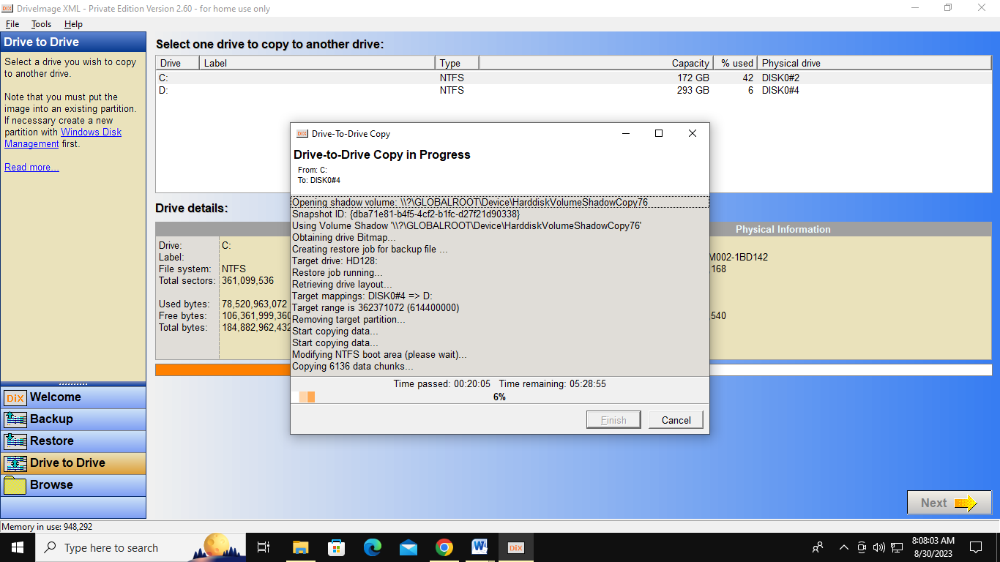 DriveImage XML - Private Edition Version 2.60 - for home use only
File Tools Help
Drive to Drive
Select a drive you wish to copy
to another drive.
Note that you must put the
image into an existing partition.
If necessary create a new
partition with Windows Disk
Management first.
Read more...
DiX Welcome
Backup
Restore
Drive to Drive
Browse
Select one drive to copy to another drive:
Drive Label Type Capacity % used Physical drive
C: NTFS 172 GB 42 DISK0#2
D: NTFS 293 GB 6 DISK0#4
Drive details:
Physical Information
Drive: C:
Label: M002-1BD142
File system: NTFS ,168
Total sectors: 361,099,536
Used bytes: 78,520,963,072
Free bytes: 106,361,999,360 ,540
Total bytes: 184,882,962,432
DiX Drive-To-Drive Copy
Drive-to-Drive Copy in Progress
From: C:
To: DISK0#4
Opening shadow volume: \\?\GLOBALROOT\Device\HarddiskVolumeShadowCopy76
Snapshot ID: {dba71e81-b4f5-4cf2-b1fc-d27f21d90338}
Using Volume Shadow '\\?\GLOBALROOT\Device\HarddiskVolumeShadowCopy76'
Obtaining drive Bitmap...
Creating restore job for backup file ...
Target drive: HD128:
Restore job running...
Retrieving drive layout...
Target mappings: DISK0#4 => D:
Target range is 362371072 (614400000)
Removing target partition...
Start copying data...
Start copying data...
Modifying NTFS boot area (please wait)...
Copying 6136 data chunks...
Time passed: 00:20:05 Time remaining: 05:28:55
6%
Finish Cancel
Next
Memory in use: 948,292
Type here to search
W
DiX
8:08:03 AM
8/30/2023